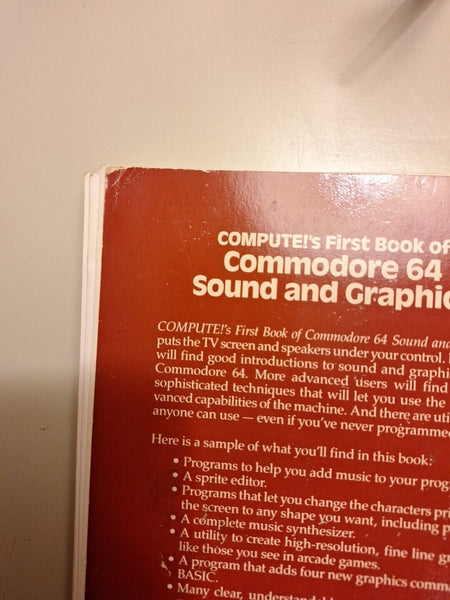 COMPUTE!'s First Book of
Commodore 64
Sound and Graphic
COMPUTE!'s First Book of Commodore 64 Sound and
puts the TV screen and speakers under your control.
will find good introductions to sound and graphi
Commodore 64. More advanced users will find
sophisticated techniques that will let you use the
vanced capabilities of the machine. And there are uti
anyone can use — even if you've never programmed
Here is a sample of what you'll find in this book:
• Programs to help you add music to your prog
• A sprite editor.
• Programs that let you change the characters pri
the screen to any shape you want, including p
• A complete music synthesizer.
• A utility to create high-resolution, fine line gr
like those you see in arcade games.
• A program that adds four new graphics comm
BASIC.
• Many clear,